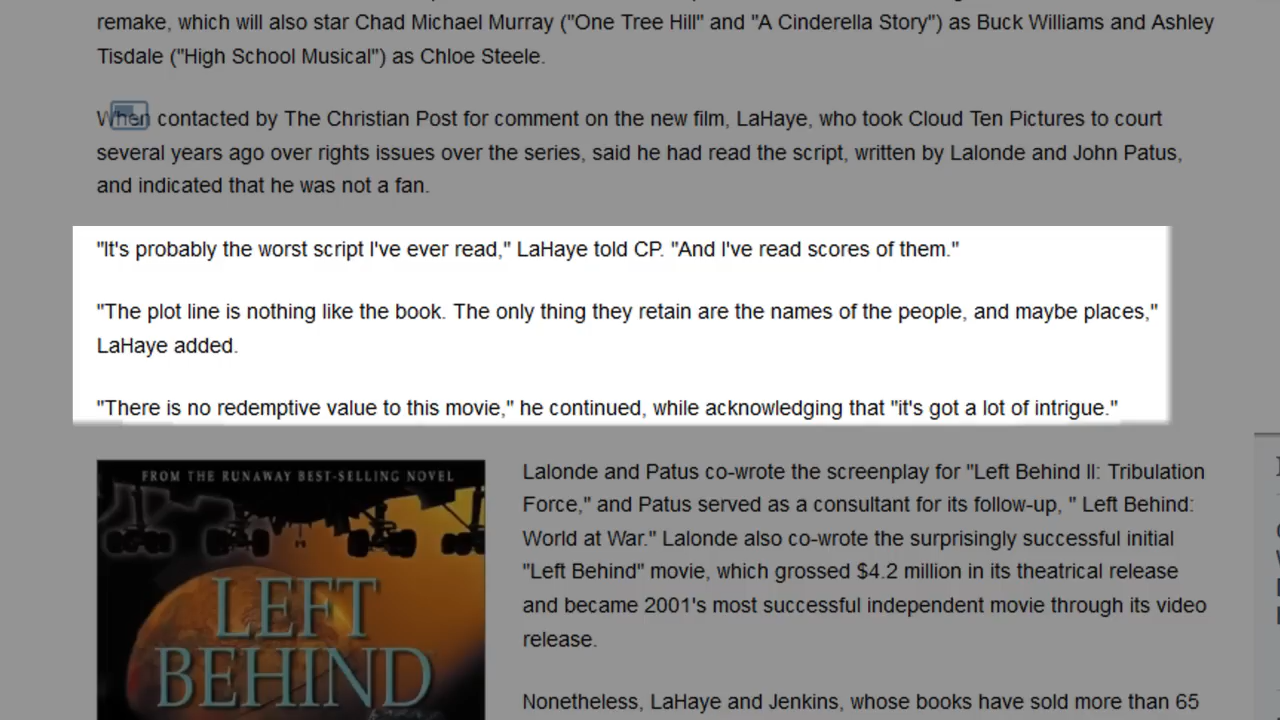 remake, which will also star Chad Michael Murray ("One Tree Hill" and "A Cinderella Story") as Buck Williams and Ashley
Tisdale ("High School Musical") as Chloe Steele.
When contacted by The Christian Post for comment on the new film, LaHaye, who took Cloud Ten Pictures to court
several years ago over rights issues over the series, said he had read the script, written by Lalonde and John Patus,
and indicated that he was not a fan.
"It's probably the worst script I've ever read," LaHaye told CP. "And I've read scores of them."
"The plot line is nothing like the book. The only thing they retain are the names of the people, and maybe places,"
LaHaye added.
"There is no redemptive value to this movie," he continued, while acknowledging that "it's got a lot of intrigue."
FROM THE RUNAWAY BEST-SELLING NOVEL
LEFT
BEHIND
Lalonde and Patus co-wrote the screenplay for "Left Behind II: Tribulation
Force," and Patus served as a consultant for its follow-up, " Left Behind:
World at War." Lalonde also co-wrote the surprisingly successful initial
"Left Behind" movie, which grossed $4.2 million in its theatrical release
and became 2001's most successful independent movie through its video
release.
Nonetheless, LaHaye and Jenkins, whose books have sold more than 65